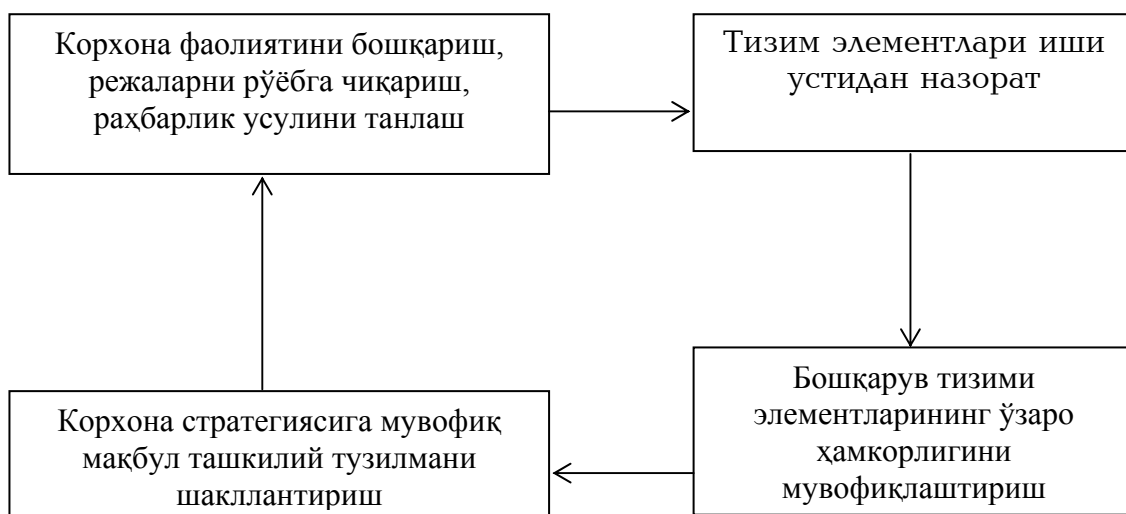 Корхона фаолиятини бошқариш,
режаларни рўёбга чиқариш,
раҳбарлик усулини танлаш
Тизим элементлари иши
устидан назорат
Бошқарув тизими
элементларининг ўзаро
ҳамкорлигини
мувофиқлаштириш
Корхона стратегиясига мувофиқ
мақбул ташкилий тузилмани
шакллантириш